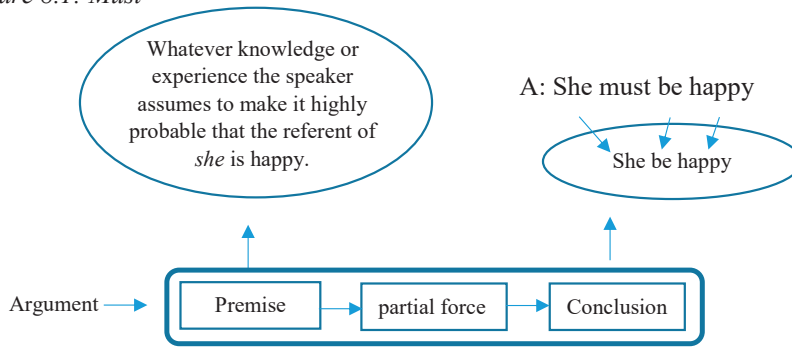 Whatever knowledge or
experience the speaker
assumes to make it highly
probable that the referent of
she is happy.
A: She must be happy
She be happy
Argument
Premise
partial force
Conclusion